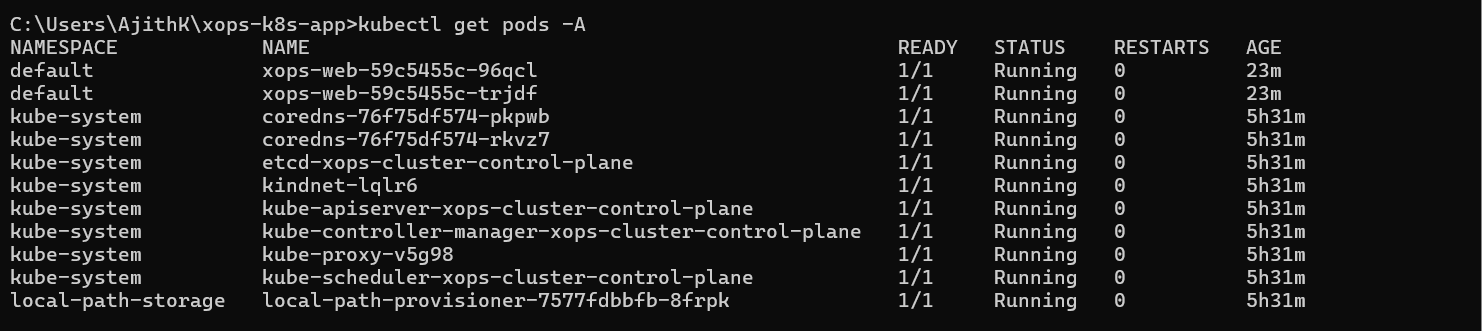 C:\Users\AjithK\xops-k8s-app>kubectl get pods -A
NAMESPACE            NAME                                                 READY   STATUS    RESTARTS   AGE
default              xops-web-59c5455c-96qcl                              1/1     Running   0          23m
default              xops-web-59c5455c-trjdf                              1/1     Running   0          23m
kube-system          coredns-76f75df574-pkpwb                             1/1     Running   0          5h31m
kube-system          coredns-76f75df574-rkvz7                             1/1     Running   0          5h31m
kube-system          etcd-xops-cluster-control-plane                      1/1     Running   0          5h31m
kube-system          kindnet-lqlr6                                        1/1     Running   0          5h31m
kube-system          kube-apiserver-xops-cluster-control-plane            1/1     Running   0          5h31m
kube-system          kube-controller-manager-xops-cluster-control-plane   1/1     Running   0          5h31m
kube-system          kube-proxy-v5g98                                     1/1     Running   0          5h31m
kube-system          kube-scheduler-xops-cluster-control-plane            1/1     Running   0          5h31m
local-path-storage   local-path-provisioner-7577fdbbfb-8frpk              1/1     Running   0          5h31m